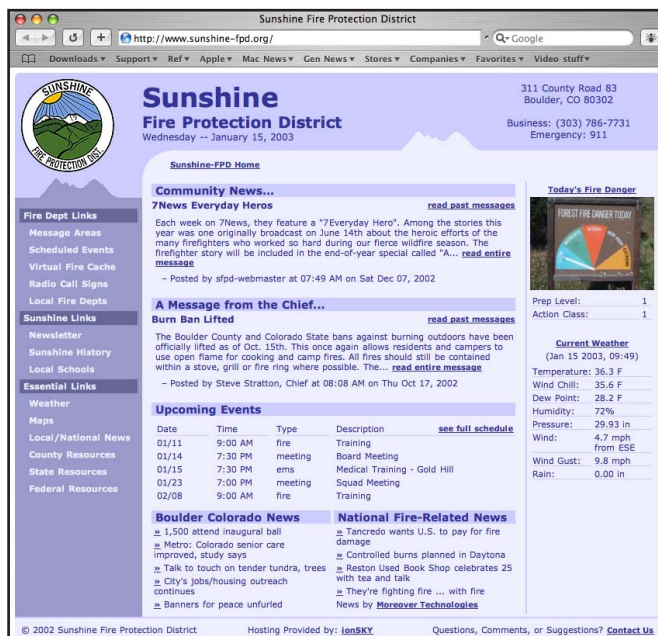 Sunshine Fire Protection District
http://www.sunshine-fpd.org/
Google
Downloads Support Ref Apple Mac News Gen News Stores Companies Favorites Video stuff
SUNSHINE
FIRE PROTECTION DIST.
Sunshine
Fire Protection District
Wednesday -- January 15, 2003
311 County Road 83
Boulder, CO 80302
Business: (303) 786-7731
Emergency: 911
Sunshine-FPD Home
Fire Dept Links
Message Areas
Scheduled Events
Virtual Fire Cache
Radio Call Signs
Local Fire Depts
Sunshine Links
Newsletter
Sunshine History
Local Schools
Essential Links
Weather
Maps
Local/National News
County Resources
State Resources
Federal Resources
Community News...
7News Everyday Heros read past messages
Each week on 7News, they feature a "7Everyday Hero". Among the stories this
year was one originally broadcast on June 14th about the heroic efforts of the
many firefighters who worked so hard during our fierce wildfire season. The
firefighter story will be included in the end-of-year special called "A... read entire
message
– Posted by sfpd-webmaster at 07:49 AM on Sat Dec 07, 2002
A Message from the Chief...
Burn Ban Lifted read past messages
The Boulder County and Colorado State bans against burning outdoors have been
officially lifted as of Oct. 15th. This once again allows residents and campers to
use open flame for cooking and camp fires. All fires should still be contained
within a stove, grill or fire ring where possible. The... read entire message
– Posted by Steve Stratton, Chief at 08:08 AM on Thu Oct 17, 2002
Upcoming Events
Date Time Type Description see full schedule
01/11 9:00 AM fire Training
01/14 7:30 PM meeting Board Meeting
01/15 7:30 PM ems Medical Training - Gold Hill
01/23 7:00 PM meeting Squad Meeting
02/08 9:00 AM fire Training
Boulder Colorado News
» 1,500 attend inaugural ball
» Metro: Colorado senior care
improved, study says
» Talk to touch on tender tundra, trees
» City's jobs/housing outreach
continues
» Banners for peace unfurled
National Fire-Related News
» Tancredo wants U.S. to pay for fire
damage
» Controlled burns planned in Daytona
» Reston Used Book Shop celebrates 25
with tea and talk
» They're fighting fire ... with fire
News by Moreover Technologies
Today's Fire Danger
FOREST FIRE DANGER TODAY
HIGH
Prep Level: 1
Action Class: 1
Current Weather
(Jan 15 2003, 09:49)
Temperature: 36.3 F
Wind Chill: 35.6 F
Dew Point: 28.2 F
Humidity: 72%
Pressure: 29.93 in
Wind: 4.7 mph
from ESE
Wind Gust: 9.8 mph
Rain: 0.00 in
© 2002 Sunshine Fire Protection District Hosting Provided by: ionSKY Questions, Comments, or Suggestions? Contact Us